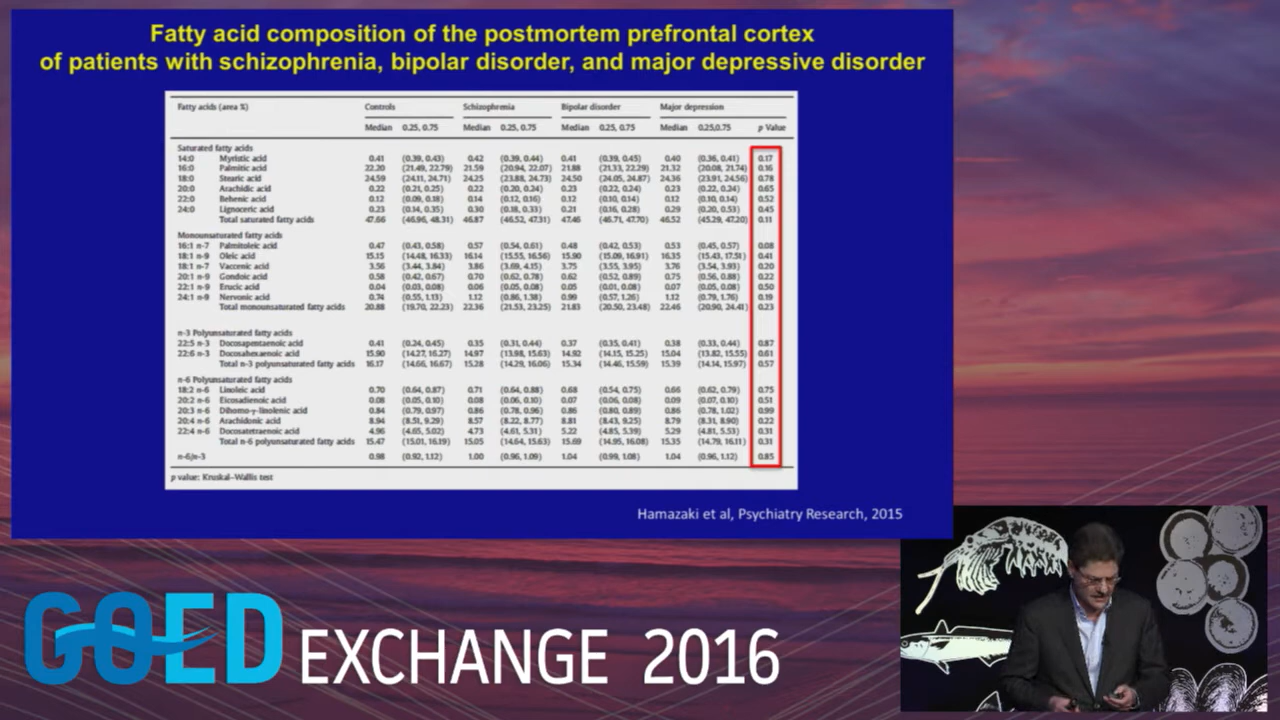 Fatty acid composition of the postmortem prefrontal cortex
of patients with schizophrenia, bipolar disorder, and major depressive disorder
Fatty acids (area %) Controls Schizophrenia Bipolar disorder Major depression
Median 0.25, 0.75 Median 0.25, 0.75 Median 0.25, 0.75 Median 0.25,0.75 p Value
Saturated fatty acids
14:0 Myristic acid 0.41 (0.39, 0.43) 0.42 (0.39, 0.44) 0.41 (0.39, 0.45) 0.40 (0.36, 0.41) 0.17
16:0 Palmitic acid 22.20 (21.49, 22.79) 21.59 (20.94, 22.07) 21.88 (21.33, 22.29) 21.32 (20.08, 21.74) 0.16
18:0 Stearic acid 24.59 (24.11, 24.71) 24.25 (23.88, 24.73) 24.50 (24.05, 24.87) 24.36 (23.91, 24.56) 0.78
20:0 Arachidic acid 0.22 (0.21, 0.25) 0.22 (0.20, 0.24) 0.23 (0.22, 0.24) 0.23 (0.22, 0.24) 0.65
22:0 Behenic acid 0.12 (0.09, 0.18) 0.14 (0.12, 0.16) 0.12 (0.10, 0.14) 0.12 (0.10, 0.14) 0.52
24:0 Lignoceric acid 0.23 (0.14, 0.35) 0.30 (0.18, 0.33) 0.21 (0.16, 0.28) 0.29 (0.20, 0.53) 0.45
Total saturated fatty acids 47.66 (46.96, 48.31) 46.87 (46.52, 47.31) 47.46 (46.71, 47.70) 46.52 (45.29, 47.20) 0.11
Monounsaturated fatty acids
16:1 n-7 Palmitoleic acid 0.47 (0.43, 0.58) 0.57 (0.54, 0.61) 0.48 (0.42, 0.53) 0.53 (0.45, 0.57) 0.08
18:1 n-9 Oleic acid 15.15 (14.48, 16.33) 16.14 (15.55, 16.56) 15.90 (15.09, 16.91) 16.35 (15.43, 17.51) 0.41
18:1 n-7 Vaccenic acid 3.56 (3.44, 3.84) 3.86 (3.69, 4.15) 3.75 (3.55, 3.95) 3.76 (3.54, 3.93) 0.20
20:1 n-9 Gondoic acid 0.58 (0.42, 0.67) 0.70 (0.62, 0.78) 0.62 (0.52, 0.89) 0.75 (0.56, 0.88) 0.22
22:1 n-9 Erucic acid 0.04 (0.03, 0.08) 0.06 (0.05, 0.08) 0.05 (0.01, 0.08) 0.07 (0.05, 0.08) 0.50
24:1 n-9 Nervonic acid 0.74 (0.55, 1.13) 1.12 (0.86, 1.38) 0.99 (0.57, 1.26) 1.12 (0.79, 1.76) 0.19
Total monounsaturated fatty acids 20.88 (19.70, 22.23) 22.36 (21.53, 23.25) 21.83 (20.50, 23.48) 22.46 (20.90, 24.41) 0.23
n-3 Polyunsaturated fatty acids
22:5 n-3 Docosapentaenoic acid 0.41 (0.24, 0.45) 0.35 (0.31, 0.44) 0.37 (0.35, 0.41) 0.38 (0.33, 0.44) 0.87
22:6 n-3 Docosahexaenoic acid 15.90 (14.27, 16.27) 14.97 (13.98, 15.63) 14.92 (14.15, 15.25) 15.04 (13.82, 15.55) 0.61
Total n-3 polyunsaturated fatty acids 16.17 (14.66, 16.67) 15.28 (14.29, 16.06) 15.34 (14.46, 15.59) 15.39 (14.14, 15.97) 0.57
n-6 Polyunsaturated fatty acids
18:2 n-6 Linoleic acid 0.70 (0.64, 0.87) 0.71 (0.64, 0.88) 0.68 (0.54, 0.75) 0.66 (0.62, 0.79) 0.75
20:2 n-6 Eicosadienoic acid 0.08 (0.05, 0.10) 0.08 (0.06, 0.10) 0.07 (0.06, 0.08) 0.09 (0.07, 0.10) 0.51
20:3 n-6 Dihomo-γ-linolenic acid 0.84 (0.79, 0.97) 0.86 (0.78, 0.96) 0.86 (0.80, 0.89) 0.86 (0.78, 1.02) 0.99
20:4 n-6 Arachidonic acid 8.94 (8.51, 9.29) 8.57 (8.22, 8.77) 8.81 (8.43, 9.25) 8.79 (8.31, 8.90) 0.22
22:4 n-6 Docosatetraenoic acid 4.96 (4.65, 5.02) 4.73 (4.61, 5.31) 5.22 (4.85, 5.39) 5.29 (4.81, 5.53) 0.31
Total n-6 polyunsaturated fatty acids 15.47 (15.01, 16.19) 15.05 (14.64, 15.63) 15.69 (14.95, 16.08) 15.35 (14.79, 16.11) 0.31
n-6/n-3 0.98 (0.92, 1.12) 1.00 (0.96, 1.09) 1.04 (0.99, 1.08) 1.04 (0.96, 1.12) 0.85
p value: Kruskal–Wallis test
Hamazaki et al, Psychiatry Research, 2015
GOED EXCHANGE 2016